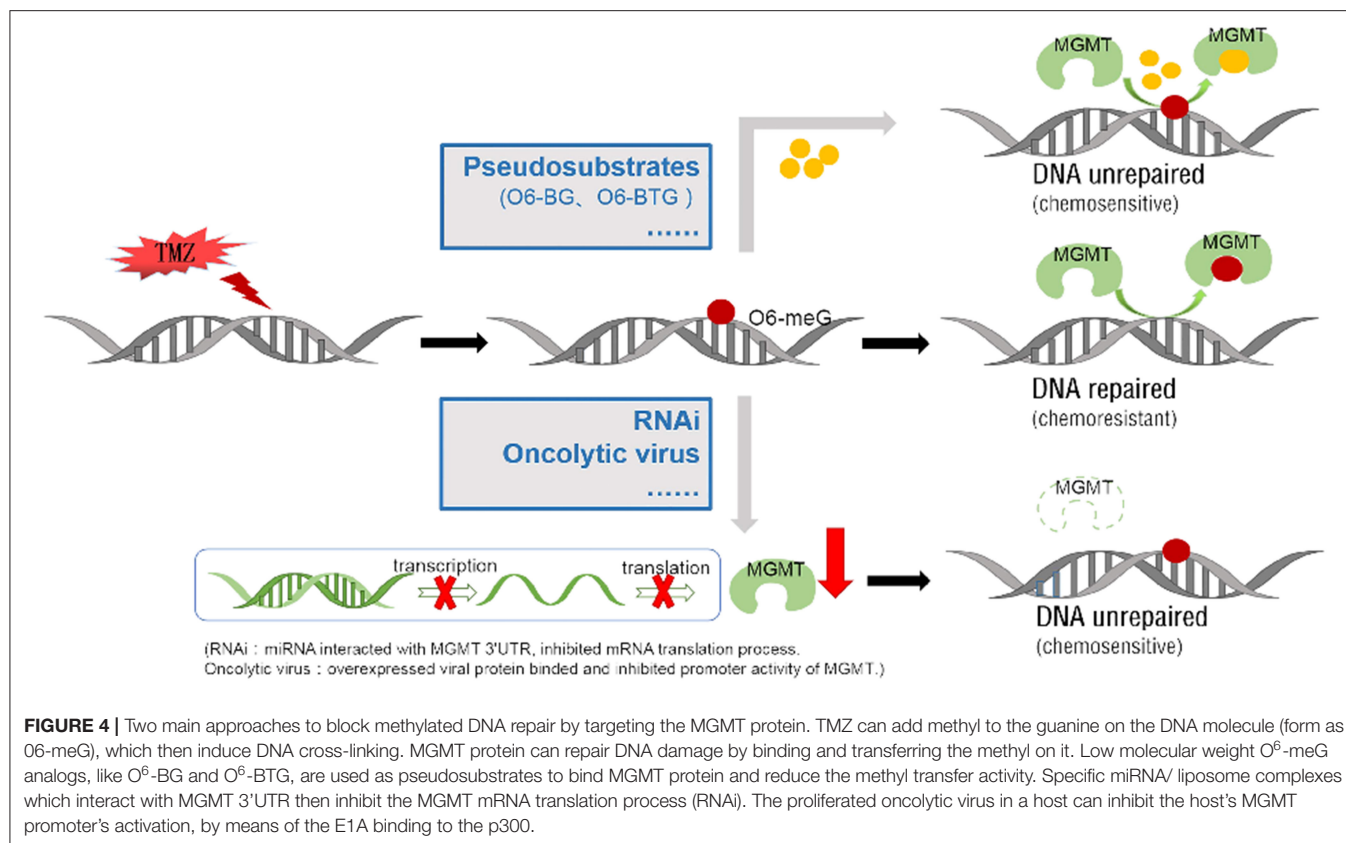 MGMT
MGMT
DNA unrepaired
(chemosensitive)
Pseudosubstrates
(O6-BG、O6-BTG )
......
TMZ
O6-meG
MGMT
MGMT
DNA repaired
(chemoresistant)
RNAi
Oncolytic virus
......
transcription
translation
MGMT
MGMT
DNA unrepaired
(chemosensitive)
(RNAi：miRNA interacted with MGMT 3'UTR, inhibited mRNA translation process.
Oncolytic virus：overexpressed viral protein binded and inhibited promoter activity of MGMT.)
FIGURE 4 | Two main approaches to block methylated DNA repair by targeting the MGMT protein. TMZ can add methyl to the guanine on the DNA molecule (form as
06-meG), which then induce DNA cross-linking. MGMT protein can repair DNA damage by binding and transferring the methyl on it. Low molecular weight O⁶-meG
analogs, like O⁶-BG and O⁶-BTG, are used as pseudosubstrates to bind MGMT protein and reduce the methyl transfer activity. Specific miRNA/ liposome complexes
which interact with MGMT 3'UTR then inhibit the MGMT mRNA translation process (RNAi). The proliferated oncolytic virus in a host can inhibit the host's MGMT
promoter's activation, by means of the E1A binding to the p300.